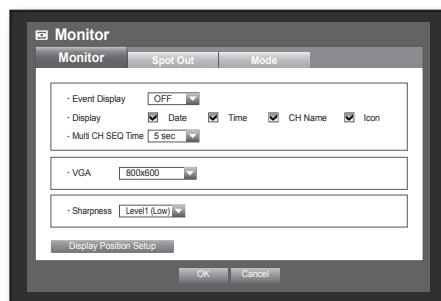 Monitor
Monitor Spot Out Mode
· Event Display OFF
· Display Date Time CH Name Icon
· Multi CH SEQ Time 5 sec
· VGA 800x600
· Sharpness Level1 (Low)
Display Position Setup
OK Cancel